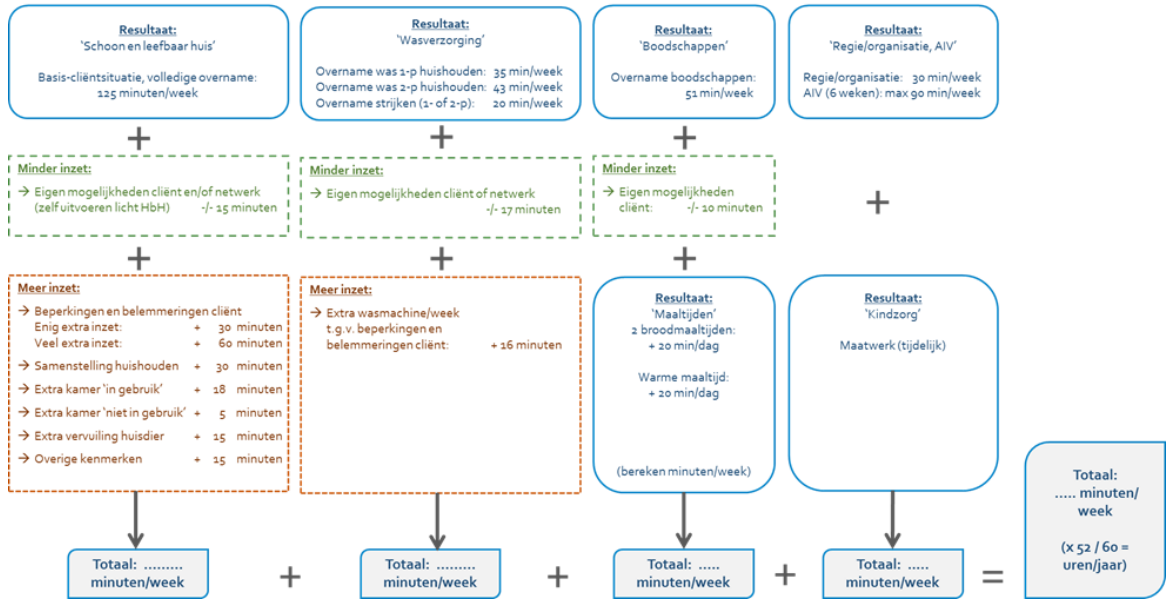 Resultaat:
'Schoon en leefbaar huis'
Basis-cliëntsituatie, volledige overname:
125 minuten/week
Resultaat:
'Wasverzorging'
Overname was 1-p huishouden: 35 min/week
Overname was 2-p huishouden: 43 min/week
Overname strijken (1- of 2-p): 20 min/week
Resultaat:
'Boodschappen'
Overname boodschappen:
51 min/week
Resultaat:
'Regie/organisatie, AIV'
Regie/organisatie: 30 min/week
AIV (6 weken): max 90 min/week
+ + +
Minder inzet:
→ Eigen mogelijkheden cliënt en/of netwerk
(zelf uitvoeren licht HbH) -/- 15 minuten
Minder inzet:
→ Eigen mogelijkheden cliënt of netwerk
-/- 17 minuten
Minder inzet:
→ Eigen mogelijkheden
cliënt: -/- 10 minuten
+
+ + +
Meer inzet:
→ Beperkingen en belemmeringen cliënt
Enig extra inzet: + 30 minuten
Veel extra inzet: + 60 minuten
→ Samenstelling huishouden + 30 minuten
→ Extra kamer 'in gebruik' + 18 minuten
→ Extra kamer 'niet in gebruik' + 5 minuten
→ Extra vervuiling huisdier + 15 minuten
→ Overige kenmerken + 15 minuten
Meer inzet:
→ Extra wasmachine/week
t.g.v. beperkingen en
belemmeringen cliënt: + 16 minuten
Resultaat:
'Maaltijden'
2 broodmaaltijden:
+ 20 min/dag
Warme maaltijd:
+ 20 min/dag
(bereken minuten/week)
Resultaat:
'Kindzorg'
Maatwerk (tijdelijk)
Totaal: .........
minuten/week
+
Totaal: .........
minuten/week
+
Totaal: .....
minuten/week
+
Totaal: .....
minuten/week
=
Totaal:
..... minuten/
week
(x 52 / 60 =
uren/jaar)